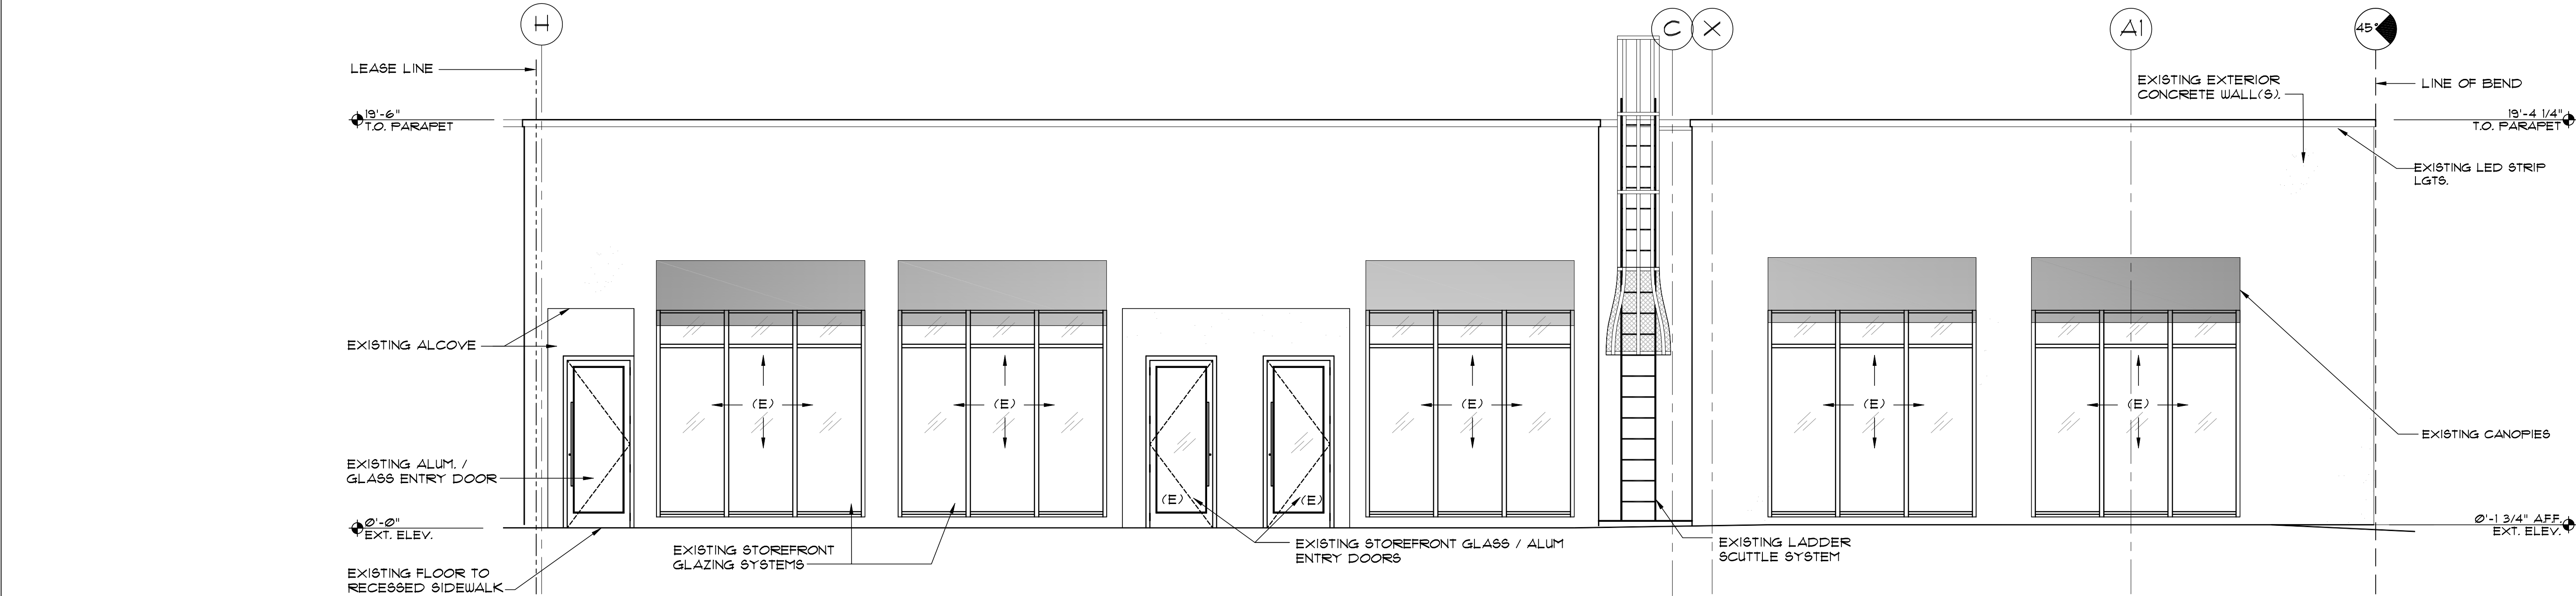 H
C
X
A1
45°
LEASE LINE
19'-6"
T.O. PARAPET
EXISTING EXTERIOR
CONCRETE WALL(S).
LINE OF BEND
19'-4 1/4"
T.O. PARAPET
EXISTING LED STRIP
LGTS.
EXISTING ALCOVE
(E)
(E)
(E)
(E)
(E)
EXISTING CANOPIES
EXISTING ALUM. /
GLASS ENTRY DOOR
(E)
(E)
0'-0"
EXT. ELEV.
0'-1 3/4" A.F.F.
EXT. ELEV.
EXISTING STOREFRONT
GLAZING SYSTEMS
EXISTING STOREFRONT GLASS / ALUM
ENTRY DOORS
EXISTING LADDER
SCUTTLE SYSTEM
EXISTING FLOOR TO
RECESSED SIDEWALK